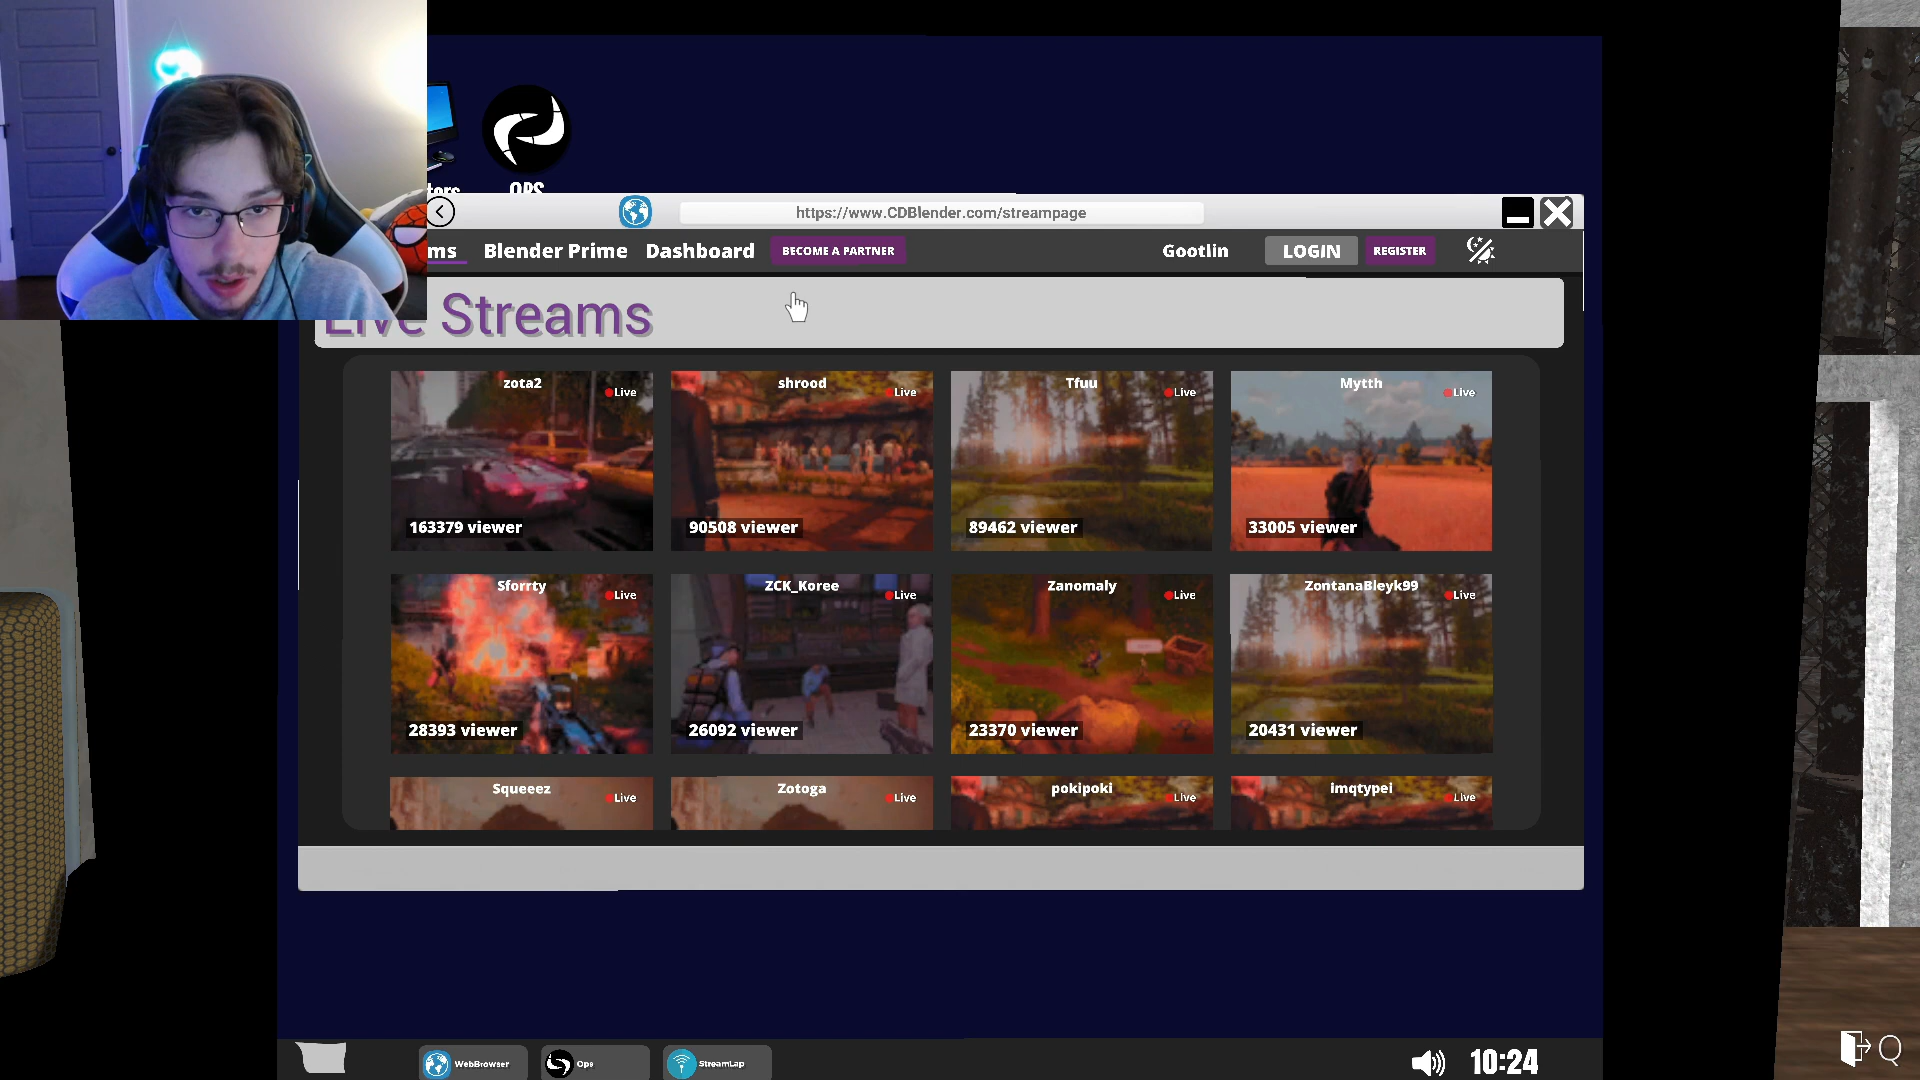 tors
OPS
https://www.CDBlender.com/streampage
ms
Blender Prime
Dashboard
BECOME A PARTNER
Gootlin
LOGIN
REGISTER
Live Streams
zota2
Live
163379 viewer
shrood
Live
90508 viewer
Tfuu
Live
89462 viewer
Mytth
Live
33005 viewer
Sforrty
Live
28393 viewer
ZCK_Koree
Live
26092 viewer
Zanomaly
Live
23370 viewer
ZontanaBleyk99
Live
20431 viewer
Squeeez
Live
Zotoga
Live
pokipoki
Live
imqtypei
Live
WebBrowser
Ops
StreamLap
10:24
Q